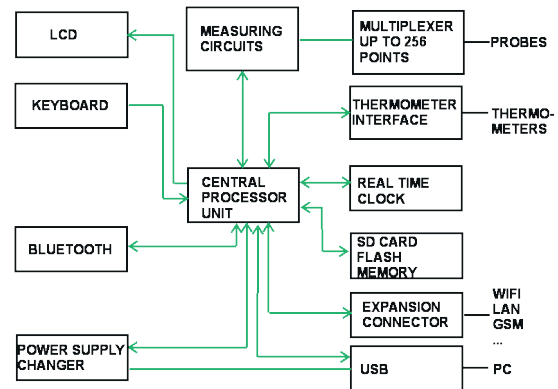 LCD
MEASURING
CIRCUITS
MULTIPLEXER
UP TO 256
POINTS
PROBES
KEYBOARD
THERMOMETER
INTERFACE
THERMO-
METERS
CENTRAL
PROCESSOR
UNIT
REAL TIME
CLOCK
BLUETOOTH
SD CARD
FLASH
MEMORY
EXPANSION
CONNECTOR
WIFI
LAN
GSM
...
POWER SUPPLY
CHANGER
USB
PC